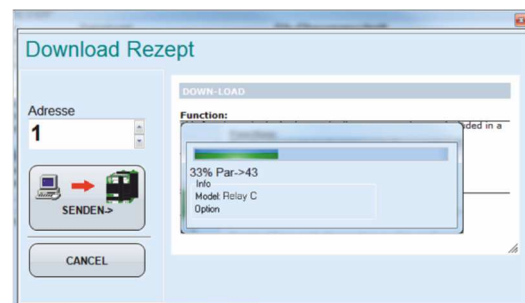 Download Rezept
DOWN-LOAD
Adresse
Function:
1
33% Par->43
Info
Model: Relay C
Option
SENDEN->
CANCEL